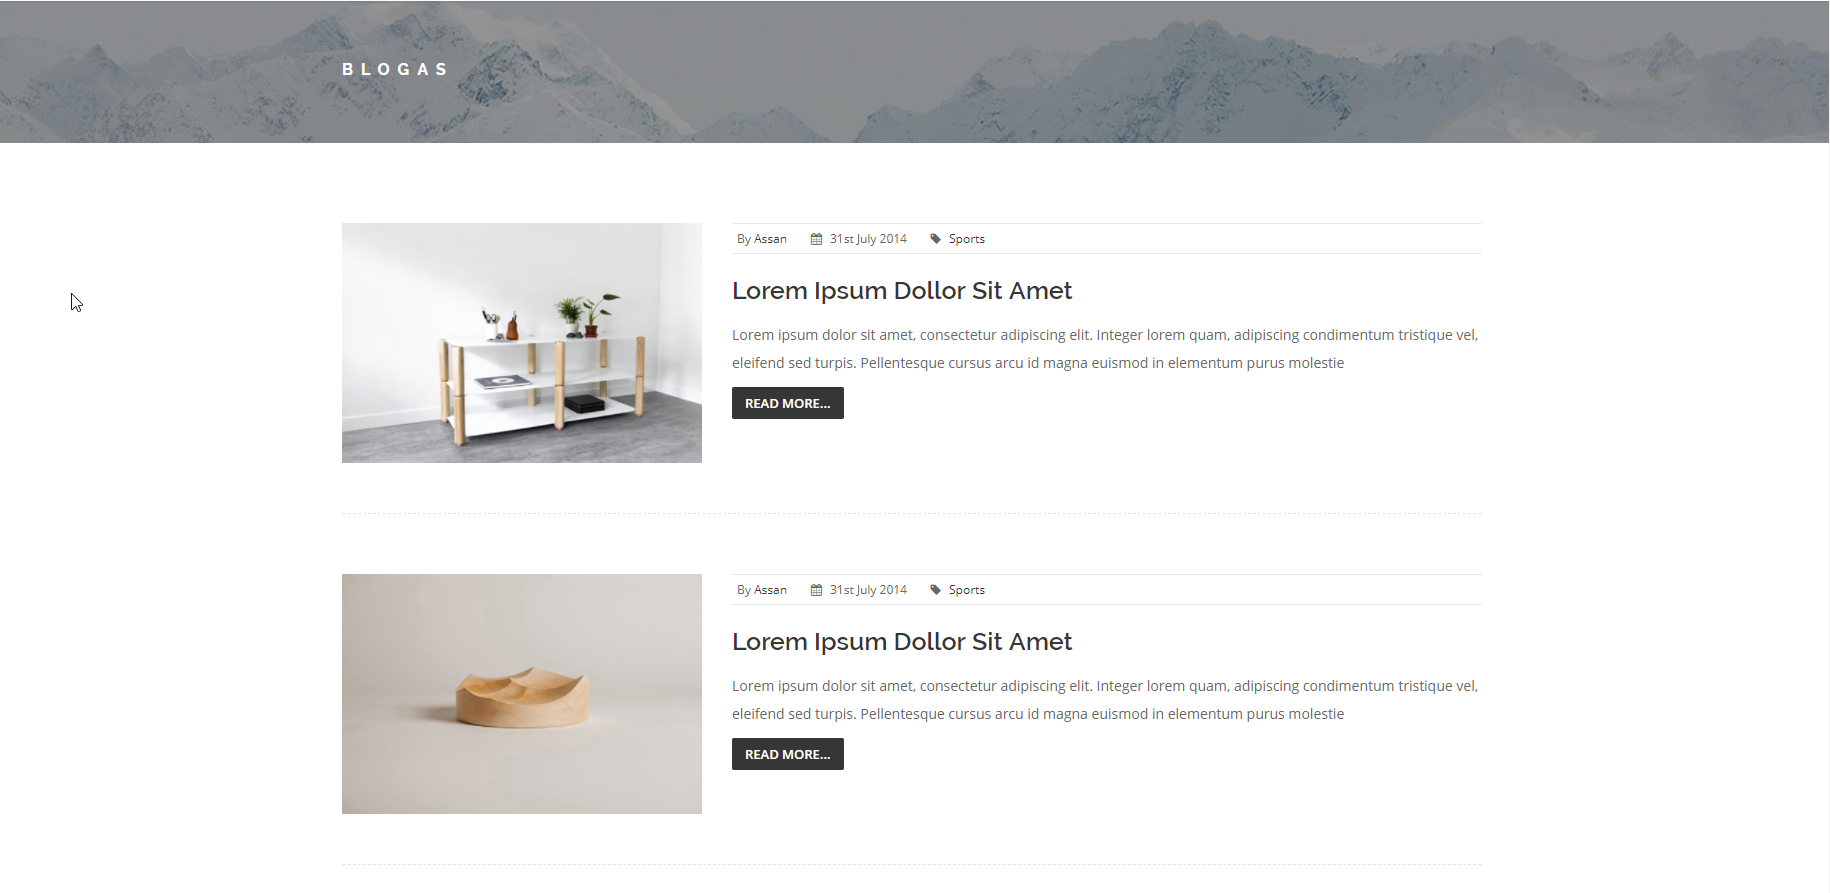 BLOGAS
By Assan 31st July 2014 Sports
Lorem Ipsum Dollor Sit Amet
Lorem ipsum dolor sit amet, consectetur adipiscing elit. Integer lorem quam, adipiscing condimentum tristique vel,
eleifend sed turpis. Pellentesque cursus arcu id magna euismod in elementum purus molestie
READ MORE...
By Assan 31st July 2014 Sports
Lorem Ipsum Dollor Sit Amet
Lorem ipsum dolor sit amet, consectetur adipiscing elit. Integer lorem quam, adipiscing condimentum tristique vel,
eleifend sed turpis. Pellentesque cursus arcu id magna euismod in elementum purus molestie
READ MORE...